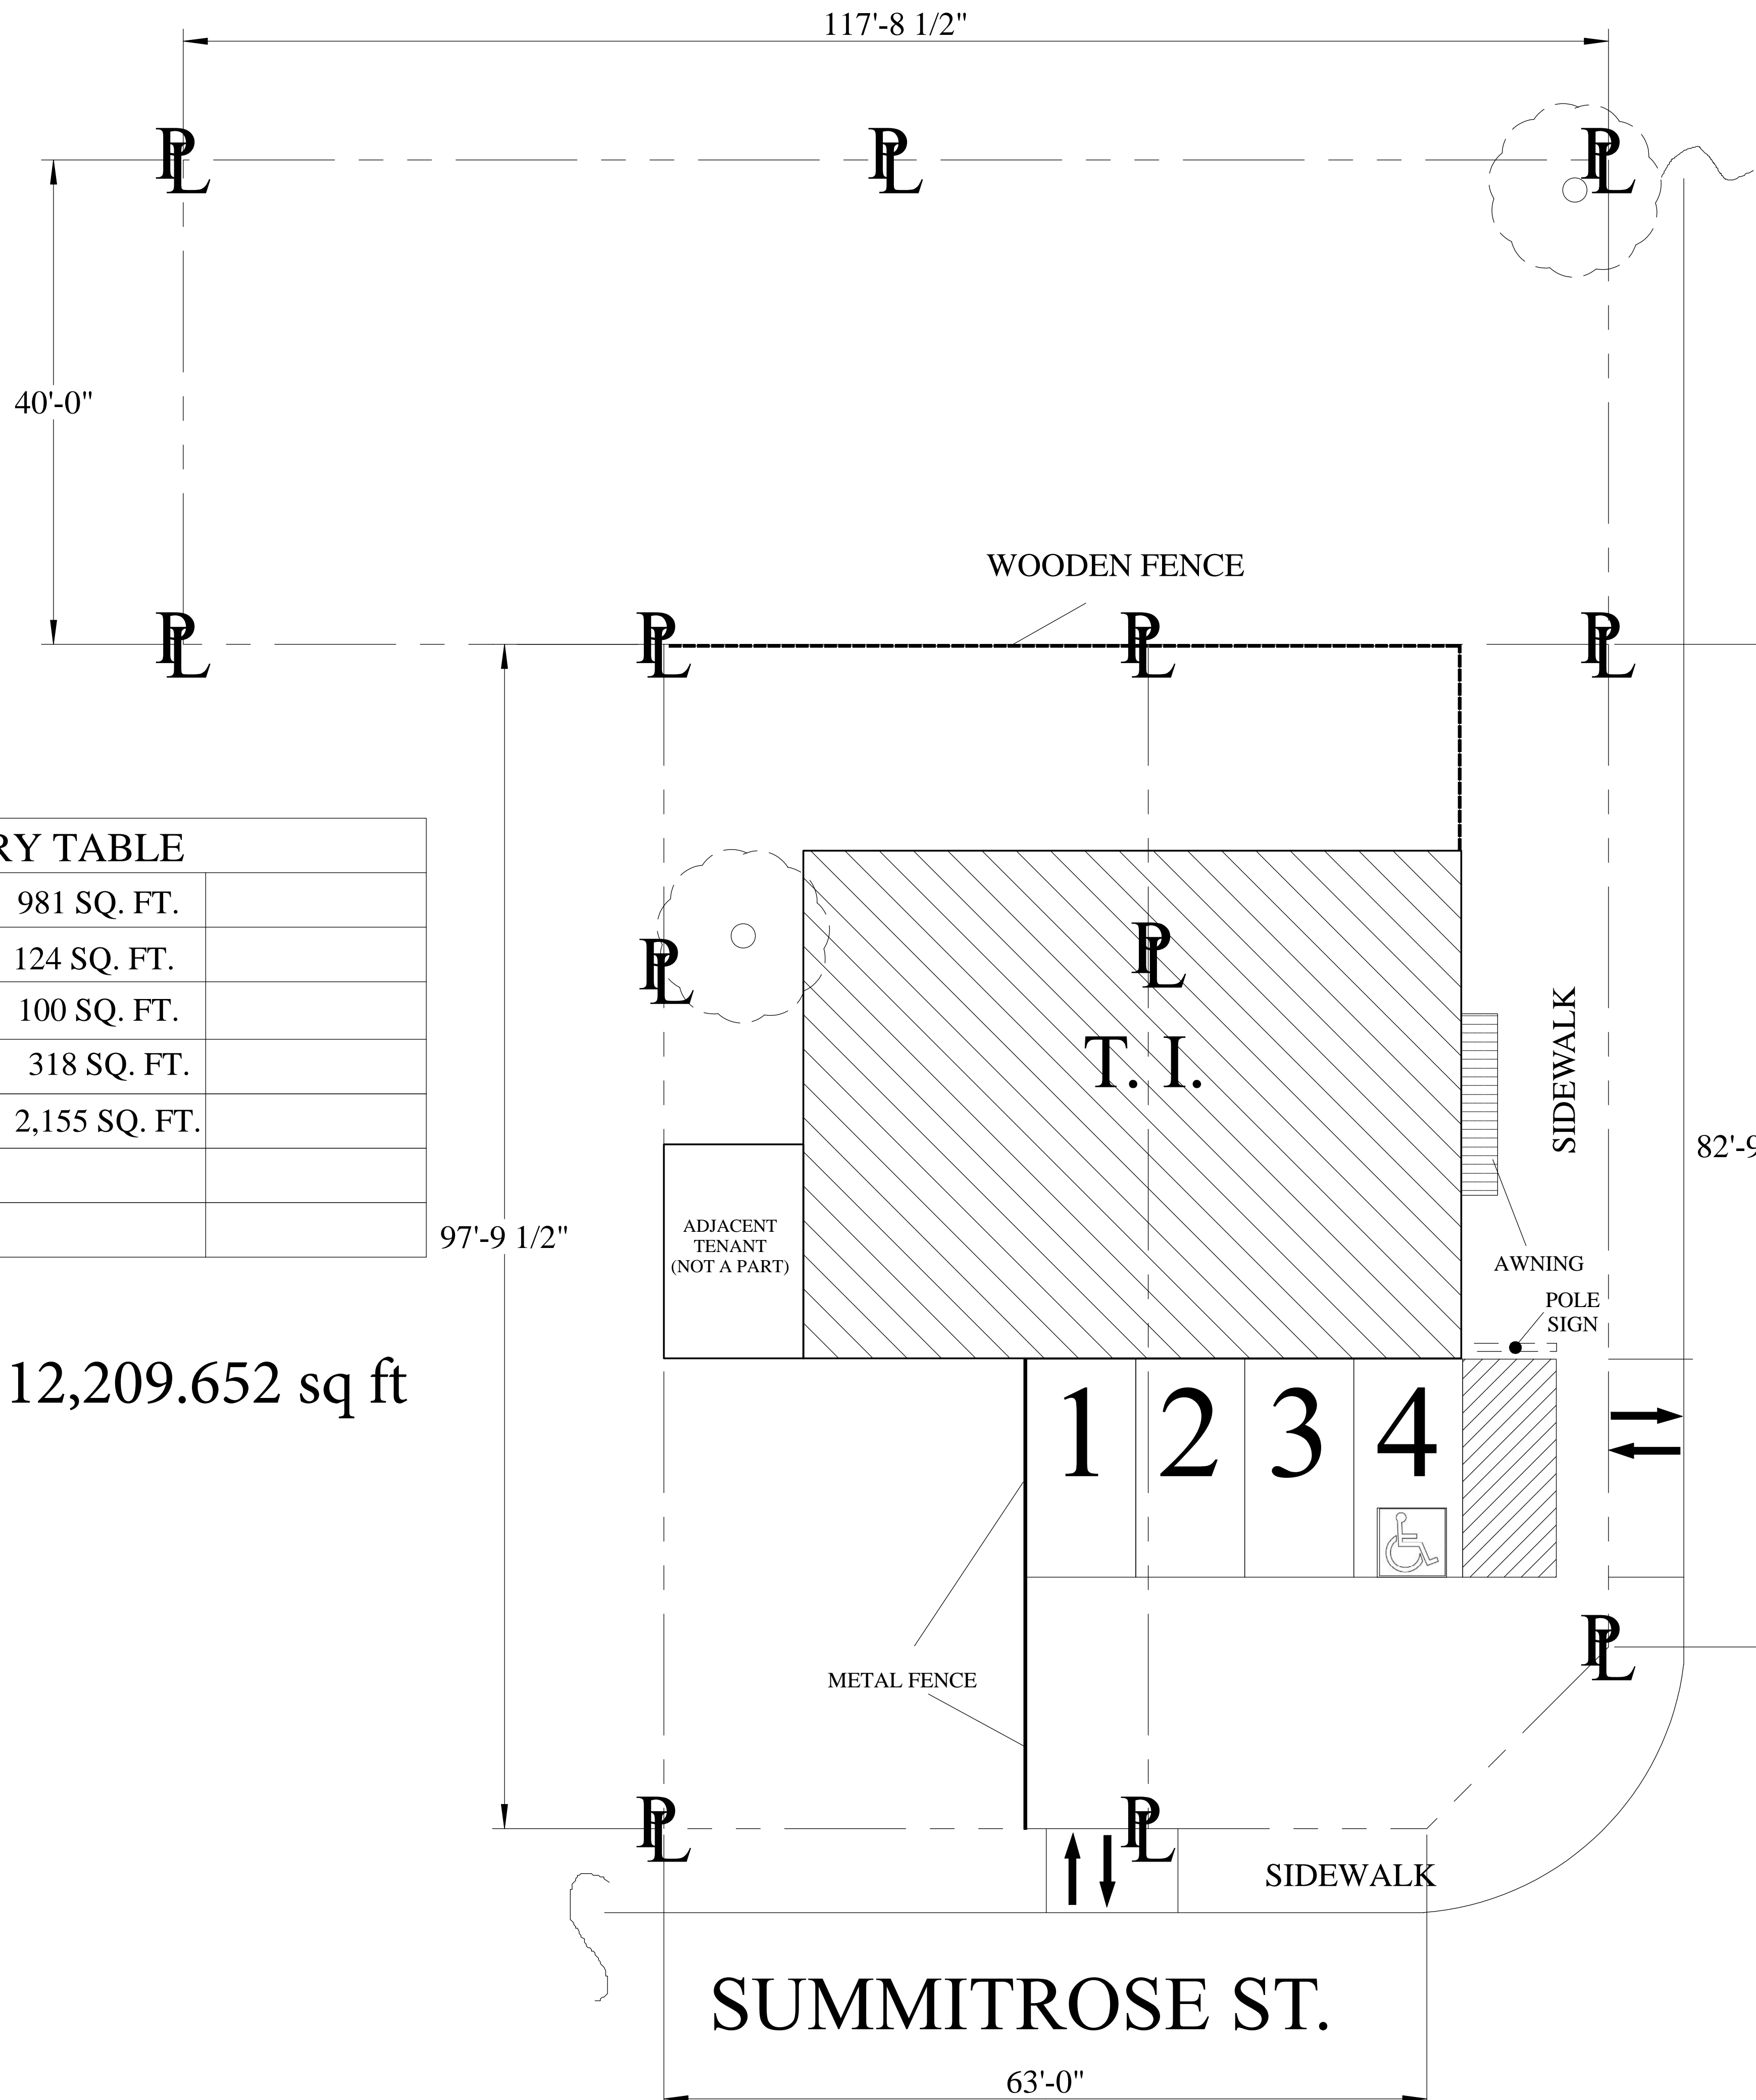 117'-8 1/2"
PL
PL
PL
40'-0"
WOODEN FENCE
PL
PL
PL
PL
RY TABLE
981 SQ. FT.
124 SQ. FT.
100 SQ. FT.
318 SQ. FT.
2,155 SQ. FT.
PL
PL
T. I.
SIDEWALK
82'-9
97'-9 1/2"
ADJACENT
TENANT
(NOT A PART)
AWNING
POLE
SIGN
12,209.652 sq ft
1 2 3 4
PL
METAL FENCE
PL
PL
SIDEWALK
SUMMITROSE ST.
63'-0"